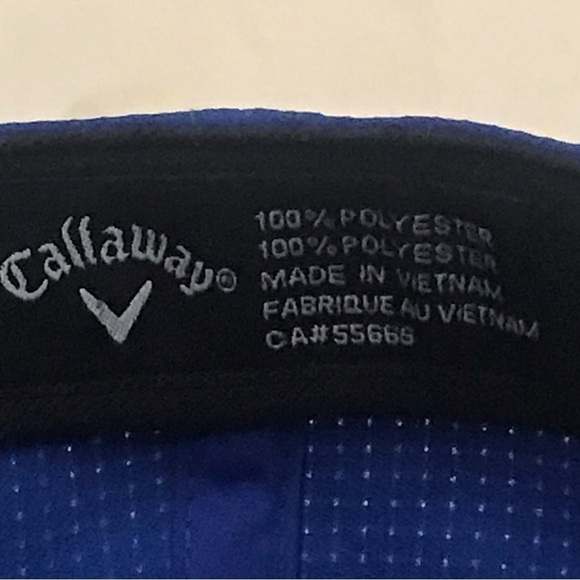 Callaway®
100% POLYESTER
100% POLYESTER
MADE IN VIETNAM
FABRIQUE AU VIETNAM
CA#55668